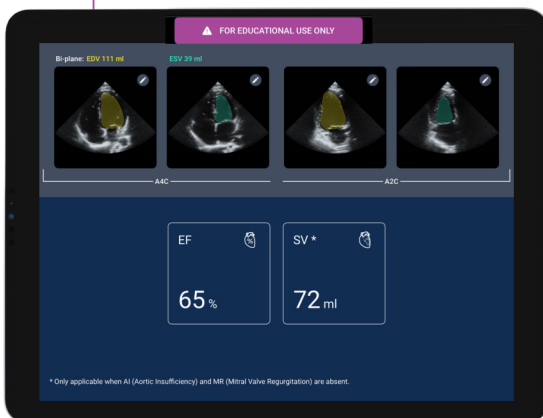 FOR EDUCATIONAL USE ONLY
Bi-plane: EDV 111 ml ESV 39 ml
A4C A2C
EF SV *
65 % 72 ml
* Only applicable when AI (Aortic Insufficiency) and MR (Mitral Valve Regurgitation) are absent.